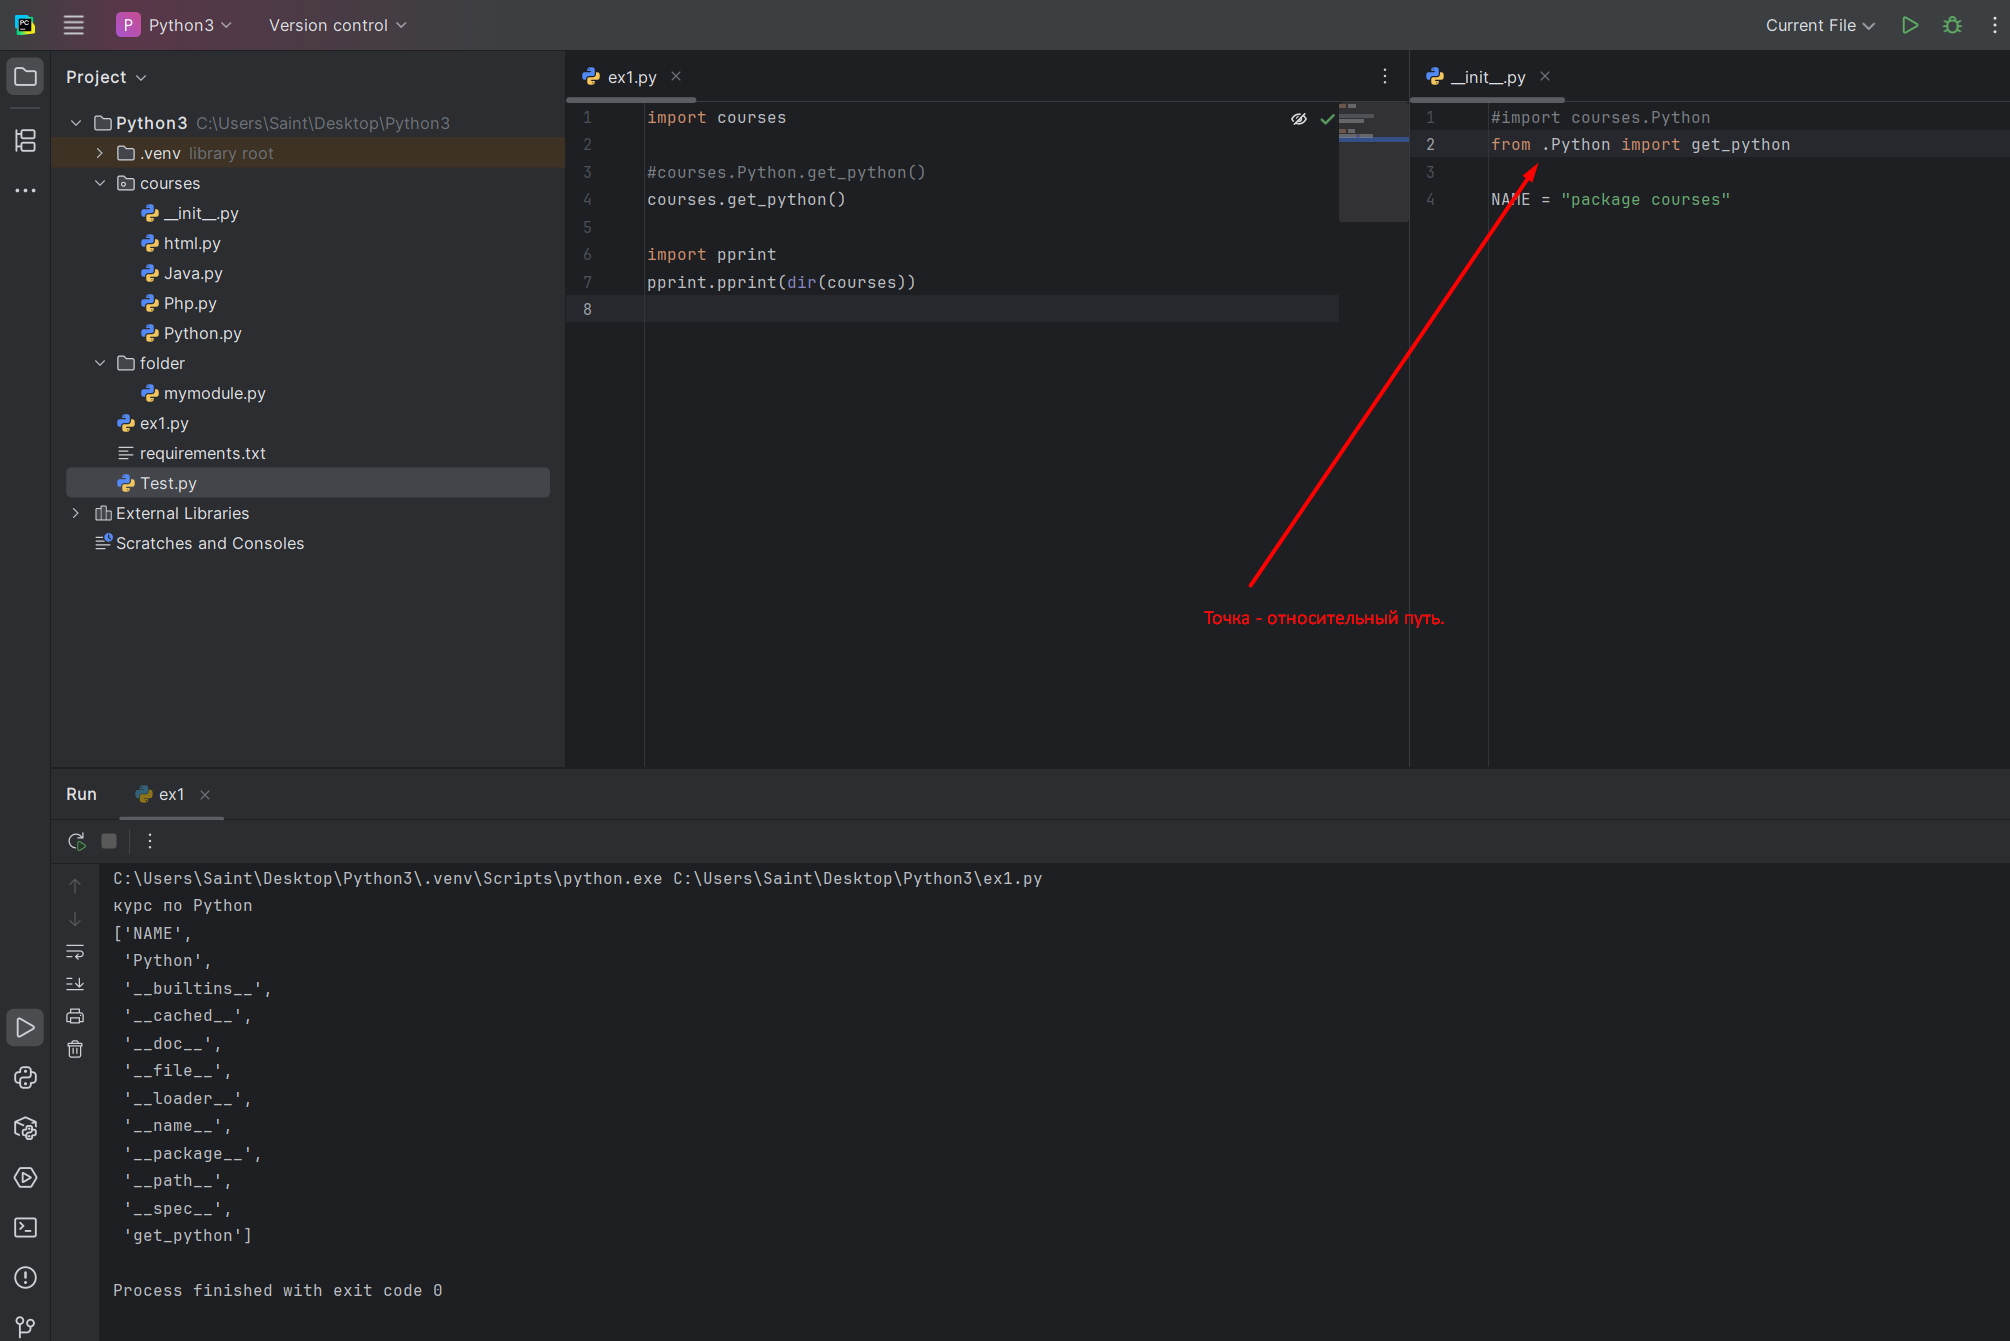 P Python3 Version control Current File
Project
Python3 C:\Users\Saint\Desktop\Python3
.venv library root
courses
__init__.py
html.py
Java.py
Php.py
Python.py
folder
mymodule.py
ex1.py
requirements.txt
Test.py
External Libraries
Scratches and Consoles
ex1.py
1 import courses
2
3 #courses.Python.get_python()
4 courses.get_python()
5
6 import pprint
7 pprint.pprint(dir(courses))
8
__init__.py
1 #import courses.Python
2 from .Python import get_python
3
4 NAME = "package courses"
Точка - относительный путь.
Run ex1
C:\Users\Saint\Desktop\Python3\.venv\Scripts\python.exe C:\Users\Saint\Desktop\Python3\ex1.py
курс по Python
['NAME',
'Python',
'__builtins__',
'__cached__',
'__doc__',
'__file__',
'__loader__',
'__name__',
'__package__',
'__path__',
'__spec__',
'get_python']
Process finished with exit code 0